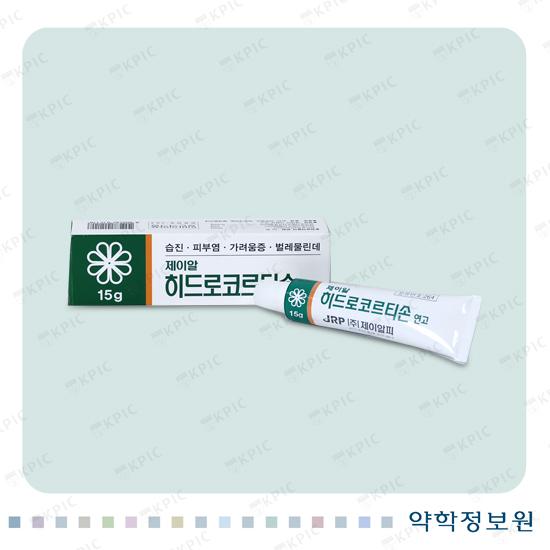 습진 · 피부염 · 가려움증 · 벌레물린데
제이알
히드로코르티손
15g
제이알
히드로코르티손 연고
15g
JRP (주)제이알피
KPIC
약학정보원